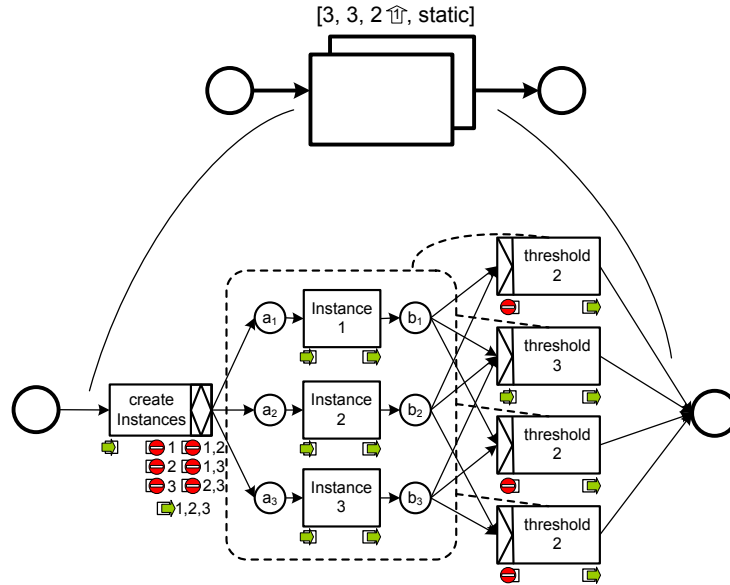 [3, 3, 2 1, static]
threshold
2
Instance
1
a1
b1
threshold
3
create
Instances
a2
Instance
2
b2
1 1,2
2 1,3
3 2,3
1,2,3
threshold
2
a3
Instance
3
b3
threshold
2